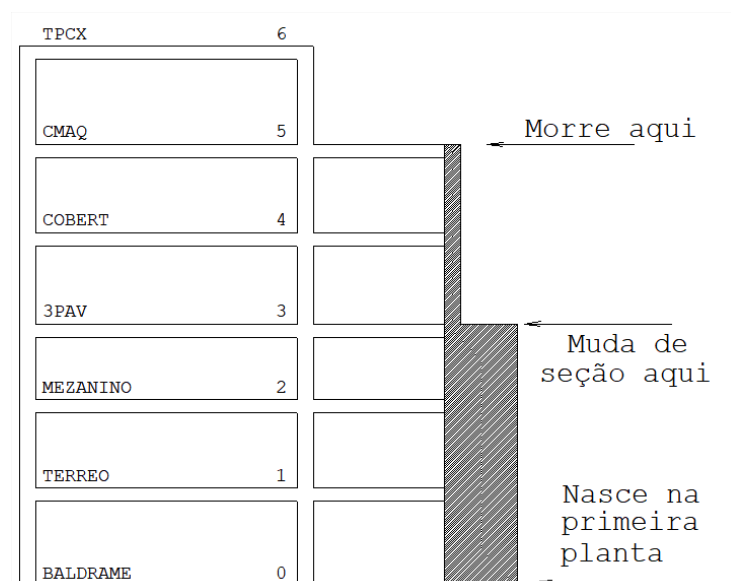 TPCX 6
CMAQ 5
Morre aqui
COBERT 4
3PAV 3
Muda de
seção aqui
MEZANINO 2
TERREO 1
Nasce na
primeira
planta
BALDRAME 0